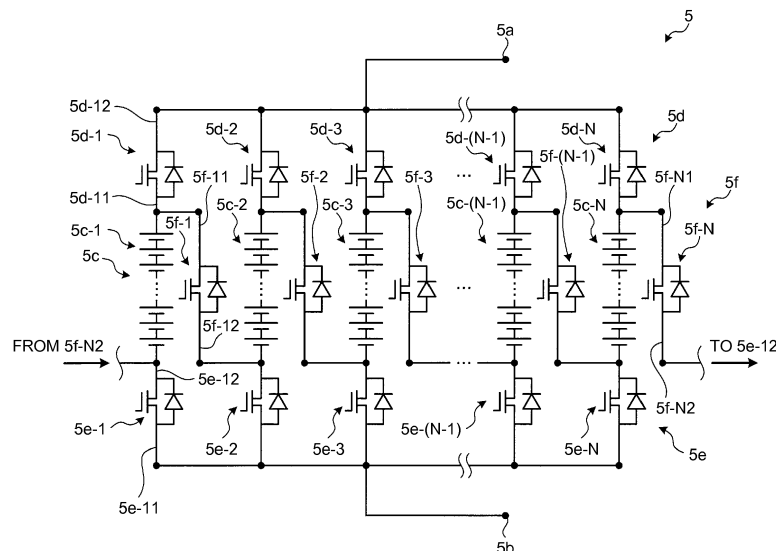 5a
5
5d-12
5d-1
5d-2
5d-3
5d-(N-1)
5d-N
5d
5f-(N-1)
5d-11
5f-11
5f-2
5f-3
...
5f-N1
5f
5c-1
5f-1
5c-2
5c-3
5c-(N-1)
5c-N
5f-N
5c
...
5f-12
FROM 5f-N2
...
TO 5e-12
5e-12
5f-N2
5e-1
5e-2
5e-3
5e-(N-1)
5e-N
5e
5e-11
5b